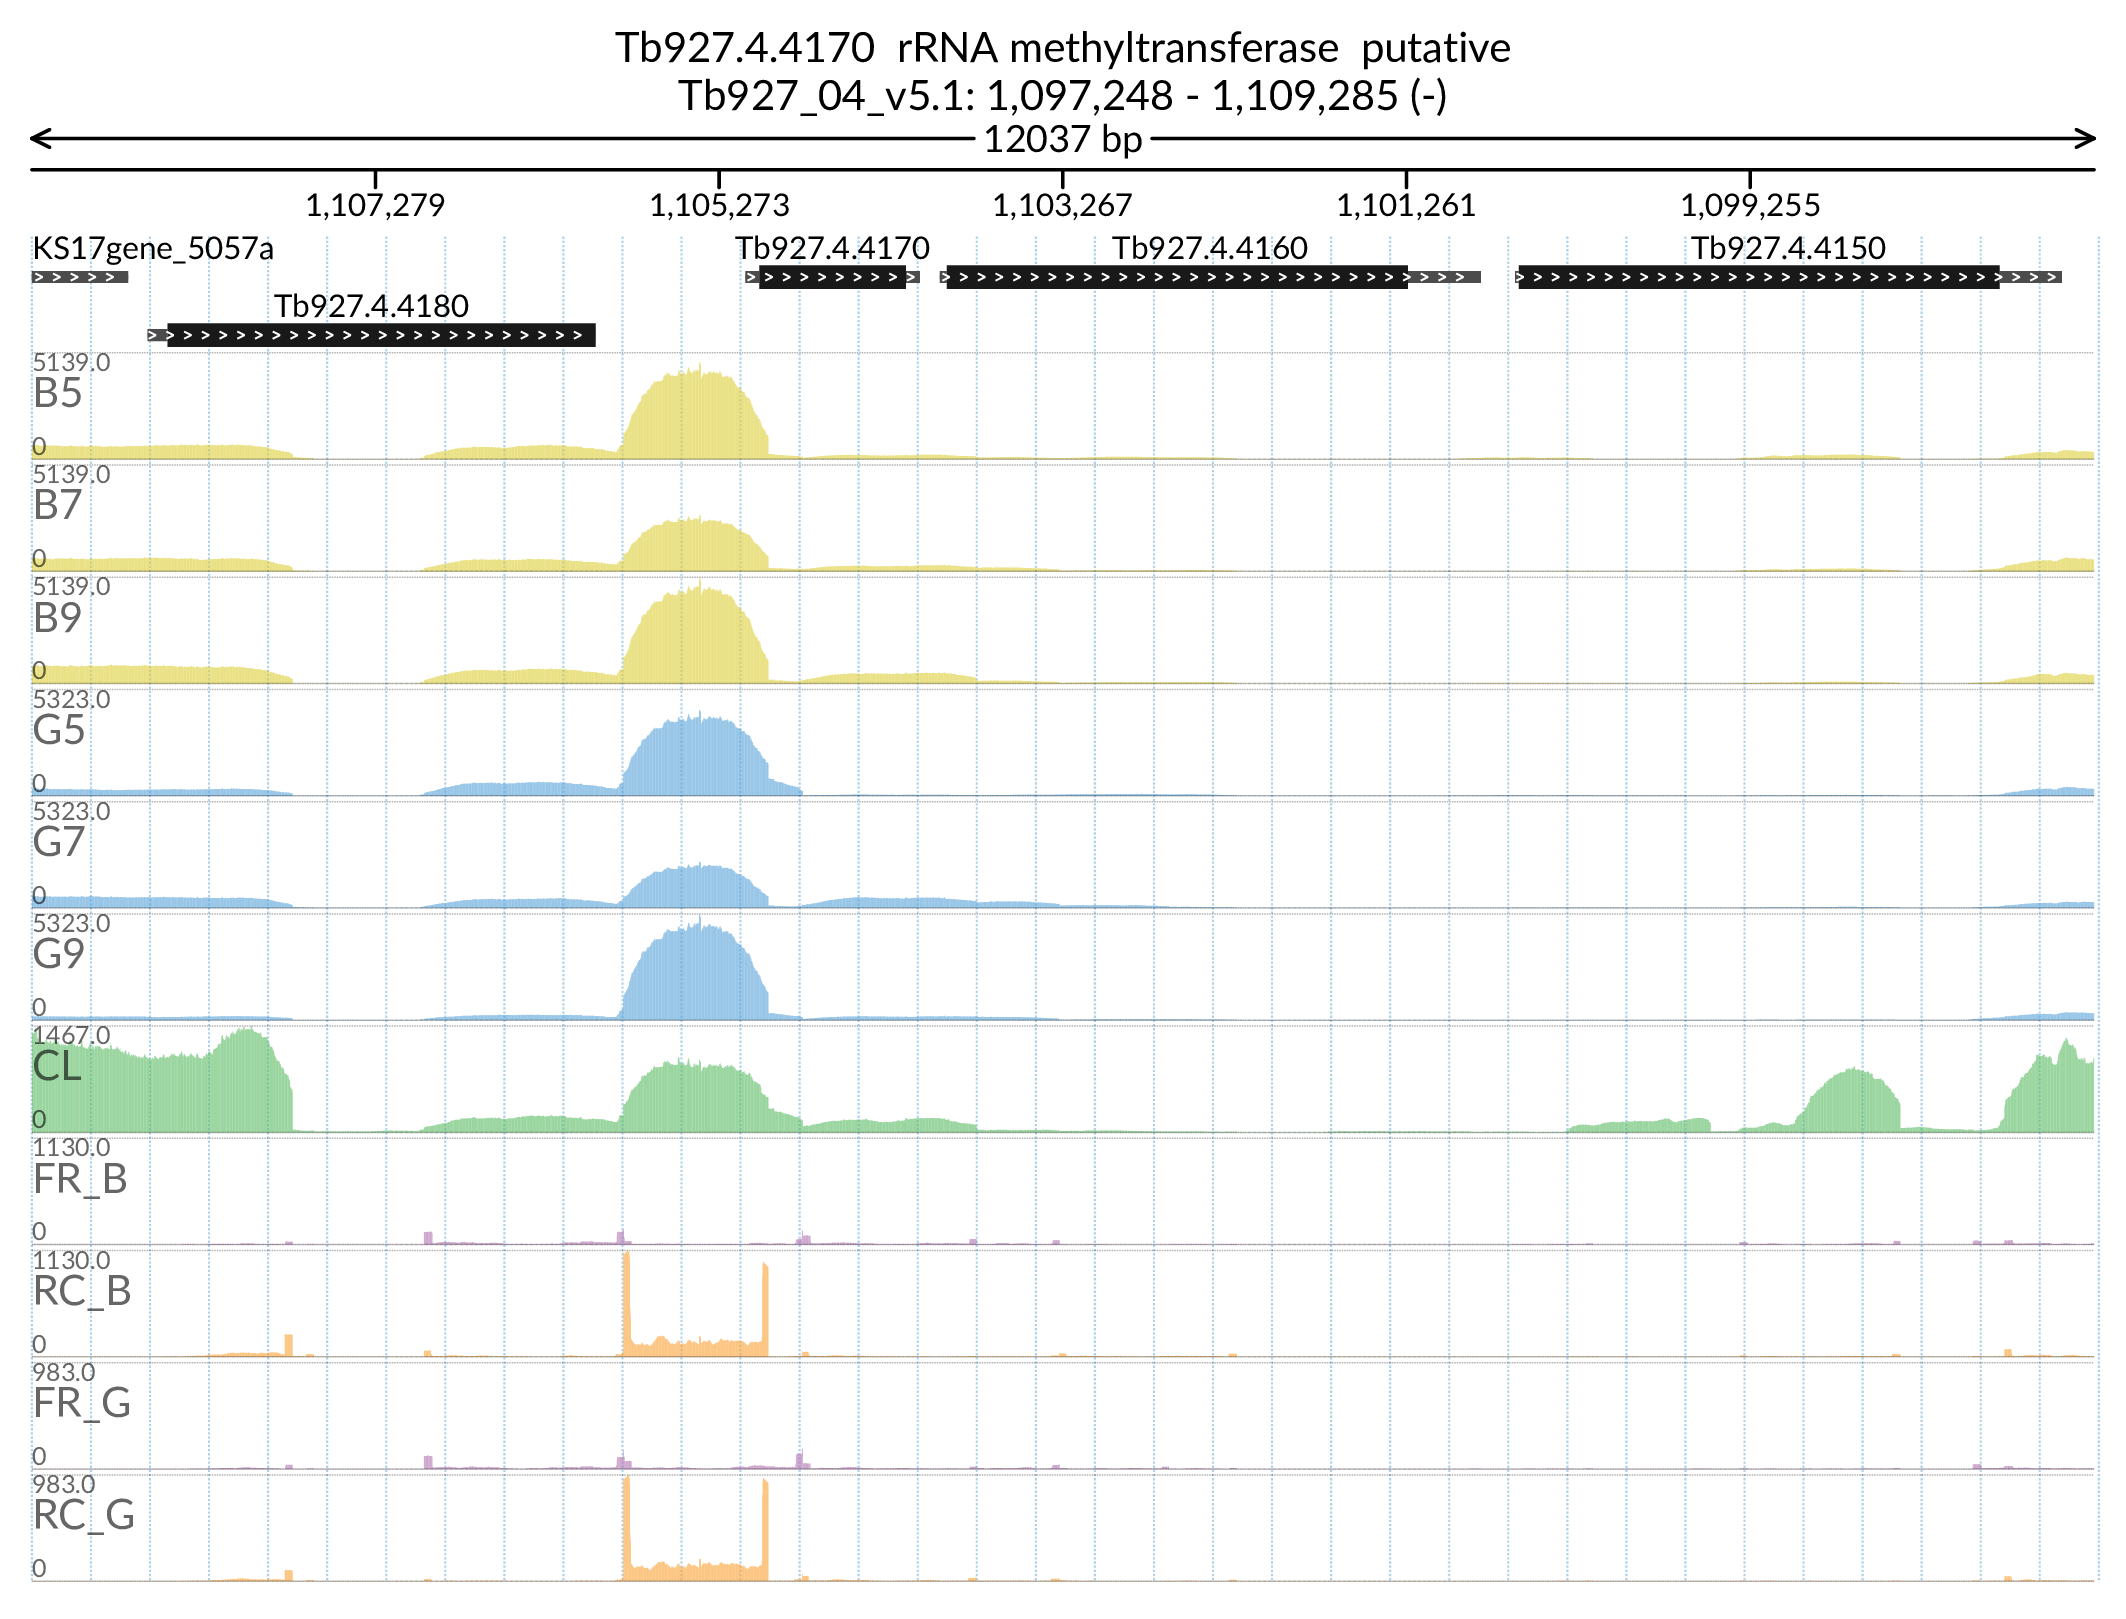 Tb927.4.4170  rRNA methyltransferase  putative
Tb927_04_v5.1: 1,097,248 - 1,109,285 (-)
12037 bp
1,107,279 1,105,273 1,103,267 1,101,261 1,099,255
KS17gene_5057a Tb927.4.4170 Tb927.4.4160 Tb927.4.4150
Tb927.4.4180
5139.0
B5
0
5139.0
B7
0
5139.0
B9
0
5323.0
G5
0
5323.0
G7
0
5323.0
G9
0
1467.0
CL
0
1130.0
FR_B
0
1130.0
RC_B
0
983.0
FR_G
0
983.0
RC_G
0